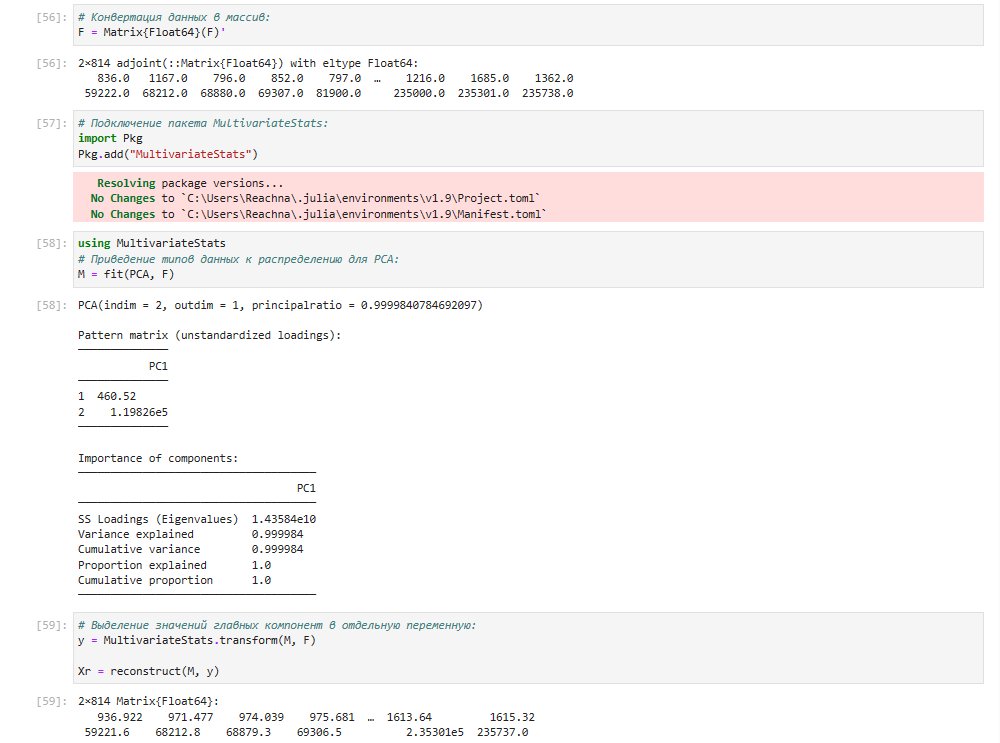 [56]: # Конвертация данных в массив:
F = Matrix{Float64}(F)'
[56]: 2×814 adjoint(::Matrix{Float64}) with eltype Float64:
836.0 1167.0 796.0 852.0 797.0 … 1216.0 1685.0 1362.0
59222.0 68212.0 68880.0 69307.0 81900.0 235000.0 235301.0 235738.0
[57]: # Подключение пакета MultivariateStats:
import Pkg
Pkg.add("MultivariateStats")
Resolving package versions...
No Changes to `C:\Users\Reachna\.julia\environments\v1.9\Project.toml`
No Changes to `C:\Users\Reachna\.julia\environments\v1.9\Manifest.toml`
[58]: using MultivariateStats
# Приведение типов данных к распределению для PCA:
M = fit(PCA, F)
[58]: PCA(indim = 2, outdim = 1, principalratio = 0.9999840784692097)
Pattern matrix (unstandardized loadings):
PC1
1 460.52
2 1.19826e5
Importance of components:
PC1
SS Loadings (Eigenvalues) 1.43584e10
Variance explained 0.999984
Cumulative variance 0.999984
Proportion explained 1.0
Cumulative proportion 1.0
[59]: # Выделение значений главных компонент в отдельную переменную:
y = MultivariateStats.transform(M, F)
Xr = reconstruct(M, y)
[59]: 2×814 Matrix{Float64}:
936.922 971.477 974.039 975.681 … 1613.64 1615.32
59221.6 68212.8 68879.3 69306.5 2.35301e5 235737.0